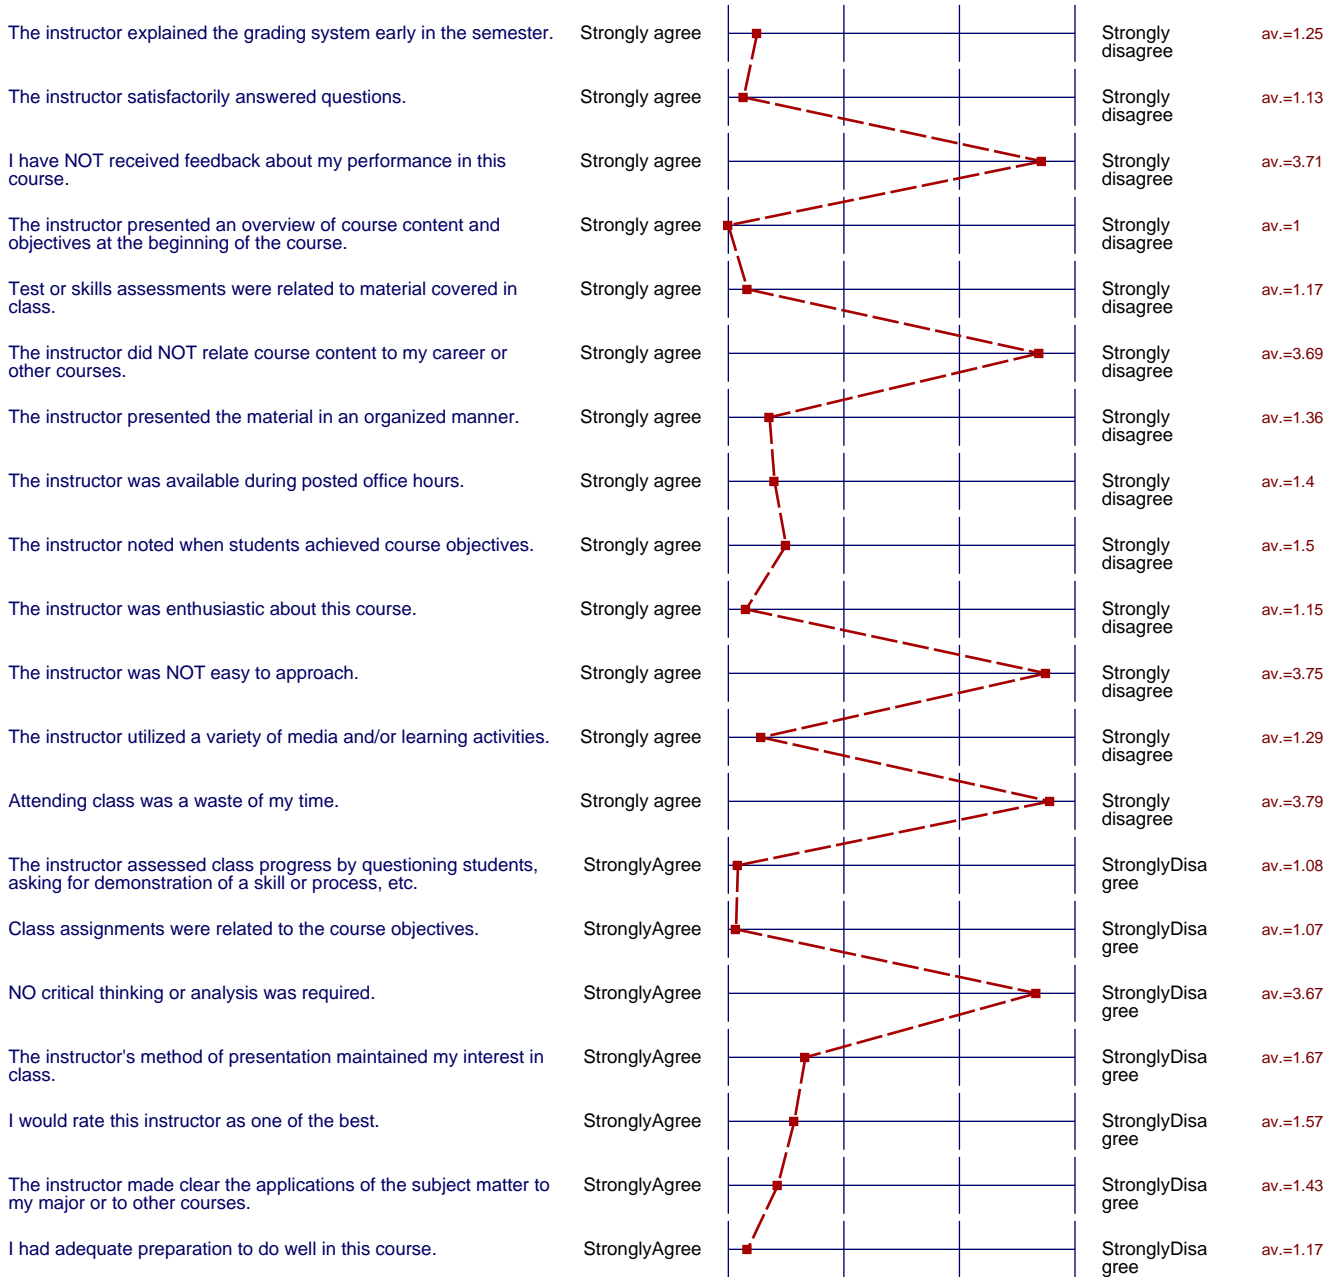 The instructor explained the grading system early in the semester. Strongly agree Strongly av.=1.25
disagree
The instructor satisfactorily answered questions. Strongly agree Strongly av.=1.13
disagree
I have NOT received feedback about my performance in this Strongly agree Strongly av.=3.71
course. disagree
The instructor presented an overview of course content and Strongly agree Strongly av.=1
objectives at the beginning of the course. disagree
Test or skills assessments were related to material covered in Strongly agree Strongly av.=1.17
class. disagree
The instructor did NOT relate course content to my career or Strongly agree Strongly av.=3.69
other courses. disagree
The instructor presented the material in an organized manner. Strongly agree Strongly av.=1.36
disagree
The instructor was available during posted office hours. Strongly agree Strongly av.=1.4
disagree
The instructor noted when students achieved course objectives. Strongly agree Strongly av.=1.5
disagree
The instructor was enthusiastic about this course. Strongly agree Strongly av.=1.15
disagree
The instructor was NOT easy to approach. Strongly agree Strongly av.=3.75
disagree
The instructor utilized a variety of media and/or learning activities. Strongly agree Strongly av.=1.29
disagree
Attending class was a waste of my time. Strongly agree Strongly av.=3.79
disagree
The instructor assessed class progress by questioning students, StronglyAgree StronglyDisa av.=1.08
asking for demonstration of a skill or process, etc. gree
Class assignments were related to the course objectives. StronglyAgree StronglyDisa av.=1.07
gree
NO critical thinking or analysis was required. StronglyAgree StronglyDisa av.=3.67
gree
The instructor's method of presentation maintained my interest in StronglyAgree StronglyDisa av.=1.67
class. gree
I would rate this instructor as one of the best. StronglyAgree StronglyDisa av.=1.57
gree
The instructor made clear the applications of the subject matter to StronglyAgree StronglyDisa av.=1.43
my major or to other courses. gree
I had adequate preparation to do well in this course. StronglyAgree StronglyDisa av.=1.17
gree